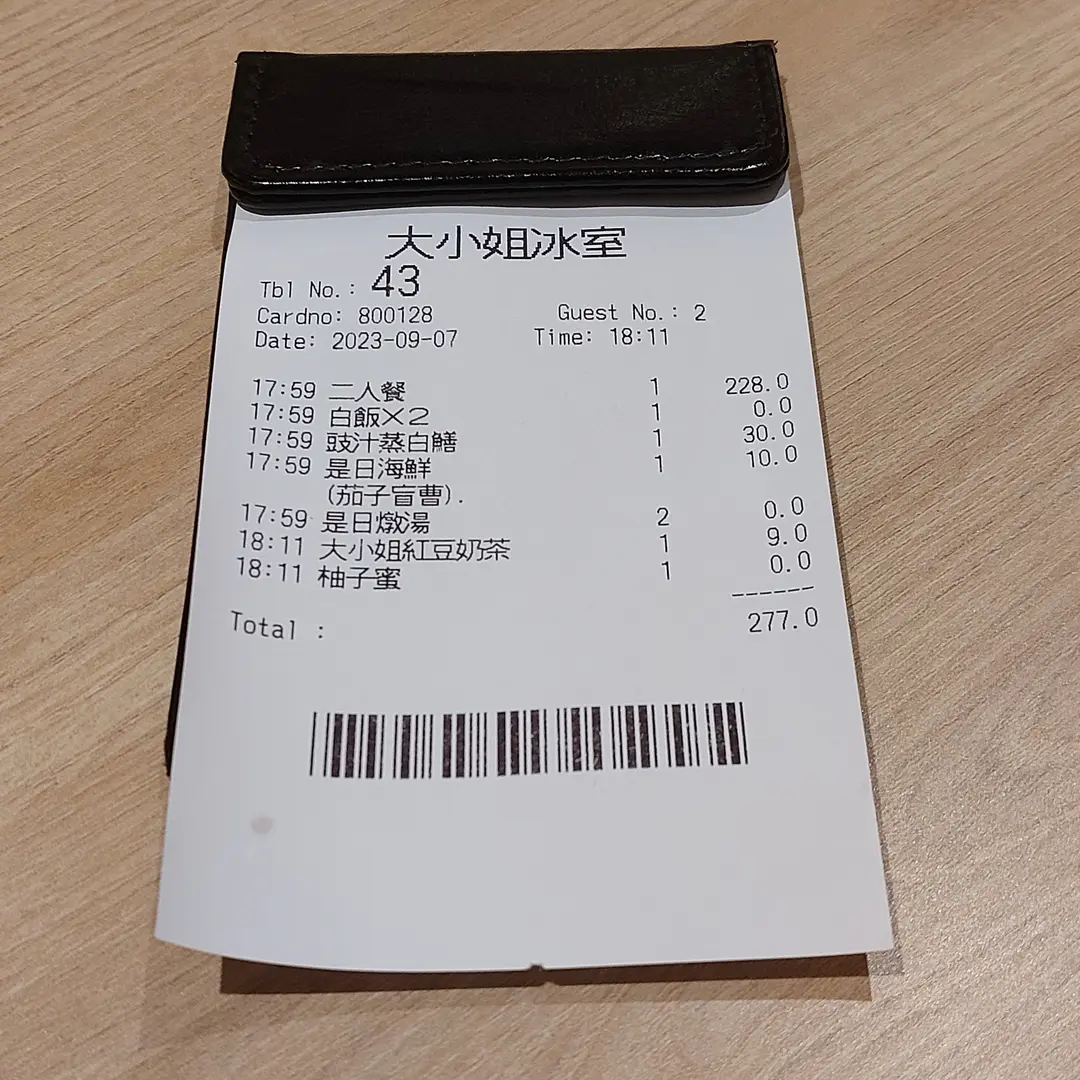 大小姐冰室
Tbl No.: 43
Cardno: 800128 Guest No.: 2
Date: 2023-09-07 Time: 18:11
17:59 二人餐 1 228.0
17:59 白飯X2 1 0.0
17:59 豉汁蒸白鱔 1 30.0
17:59 是日海鮮 1 10.0
(茄子盲曹).
17:59 是日燉湯 2 0.0
18:11 大小姐紅豆奶茶 1 9.0
18:11 柚子蜜 1 0.0
------
Total : 277.0